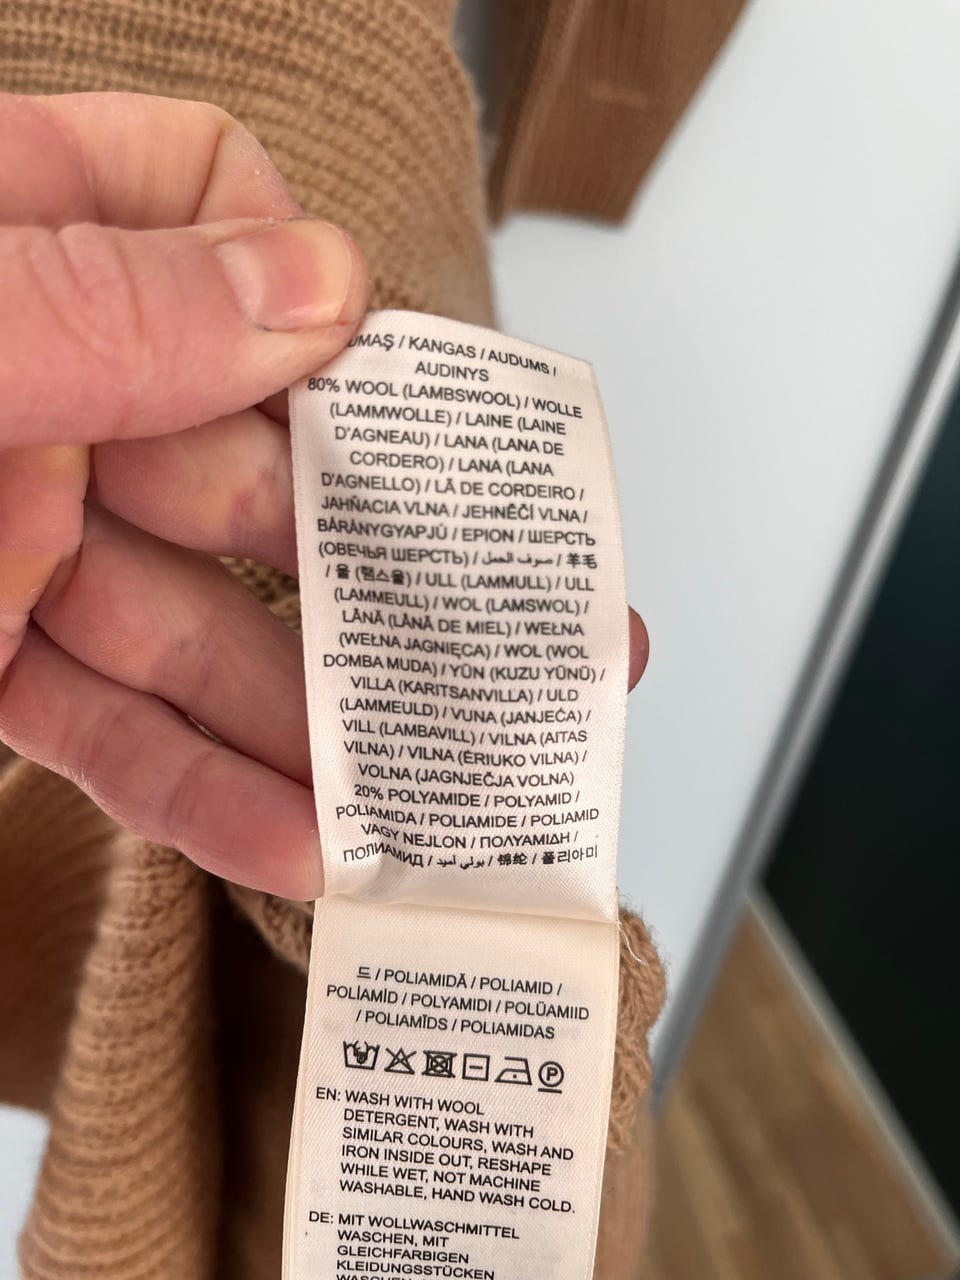 / KANGAS / AUDUMS /
AUDINYS
80% WOOL (LAMBSWOOL) / WOLLE
(LAMMWOLLE) / LAINE (LAINE
D'AGNEAU) / LANA (LANA DE
CORDERO) / LANA (LANA
D'AGNELLO) / LÃ DE CORDEIRO /
JAHŇACIA VLNA / JEHNĚČÍ VLNA /
BÁRÁNYGYAPJÚ / EPION / ШЕРСТЬ
(ОВЕЧЬЯ ШЕРСТЬ) / صوف الحمل / 羊毛
/ 울 (램스울) / ULL (LAMMULL) / ULL
(LAMMEULL) / WOL (LAMSWOL) /
LÂNĂ (LÂNĂ DE MIEL) / WEŁNA
(WEŁNA JAGNIĘCA) / WOL (WOL
DOMBA MUDA) / YÜN (KUZU YÜNÜ) /
VILLA (KARITSANVILLA) / ULD
(LAMMEULD) / VUNA (JANJEĆA) /
VILL (LAMBAVILL) / VILNA (AITAS
VILNA) / VILNA (ĖRIUKO VILNA) /
VOLNA (JAGNJEČJA VOLNA)
20% POLYAMIDE / POLYAMID /
POLIAMIDA / POLIAMIDE / POLIAMID
VAGY NEJLON / ΠΟΛΥΑΜΙΔΗ /
ПОЛИАМИД / بولي أميد / 锦纶 / 폴리아미
드 / POLIAMIDĂ / POLIAMID /
POLÍAMÍD / POLYAMIDI / POLÜAMIID
/ POLIAMĪDS / POLIAMIDAS
P
EN: WASH WITH WOOL
DETERGENT, WASH WITH
SIMILAR COLOURS, WASH AND
IRON INSIDE OUT, RESHAPE
WHILE WET, NOT MACHINE
WASHABLE, HAND WASH COLD.
DE: MIT WOLLWASCHMITTEL
WASCHEN, MIT
GLEICHFARBIGEN
KLEIDUNGSSTÜCKEN